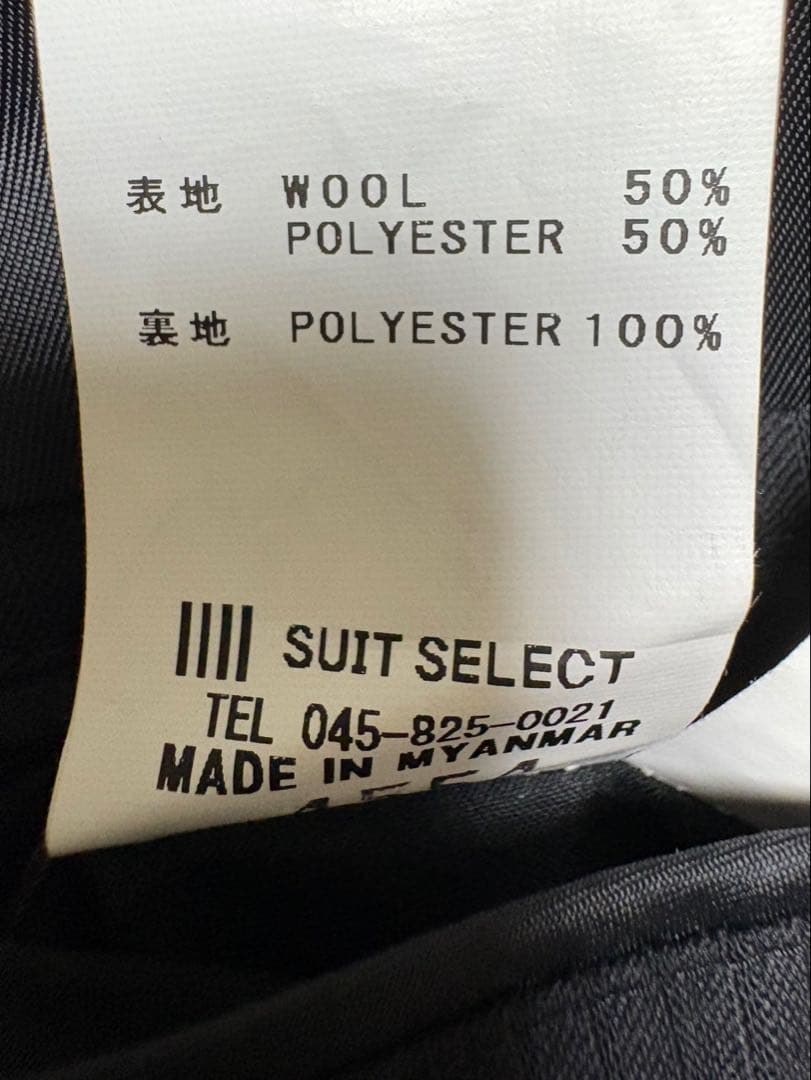 表地 WOOL 50%
POLYESTER 50%
裏地 POLYESTER 100%
SUIT SELECT
TEL 045-825-0021
MADE IN MYANMAR